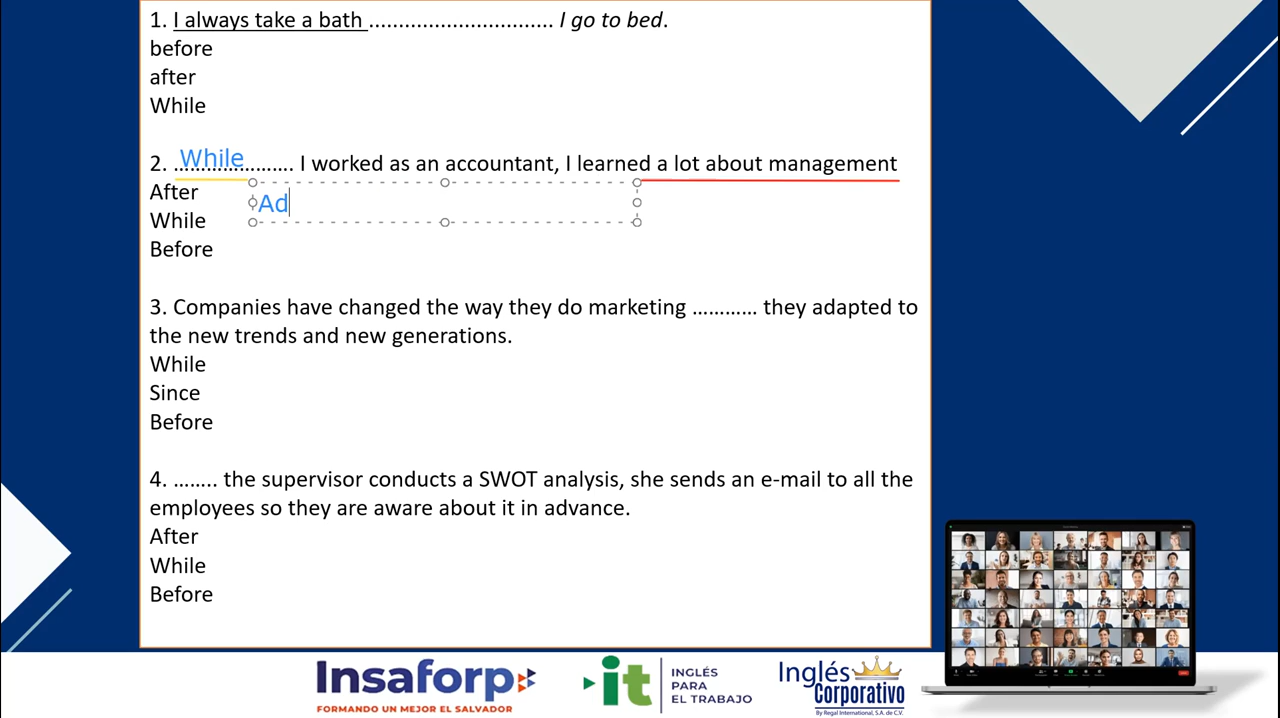 1. I always take a bath ............................ I go to bed.
before
after
While
2. While ...................... I worked as an accountant, I learned a lot about management
After
Ad
While
Before
3. Companies have changed the way they do marketing ………… they adapted to
the new trends and new generations.
While
Since
Before
4. …….. the supervisor conducts a SWOT analysis, she sends an e-mail to all the
employees so they are aware about it in advance.
After
While
Before
Insaforp
FORMANDO UN MEJOR EL SALVADOR
it
INGLÉS
PARA
EL TRABAJO
Inglés
Corporativo
By Regal International, S.A. de C.V.